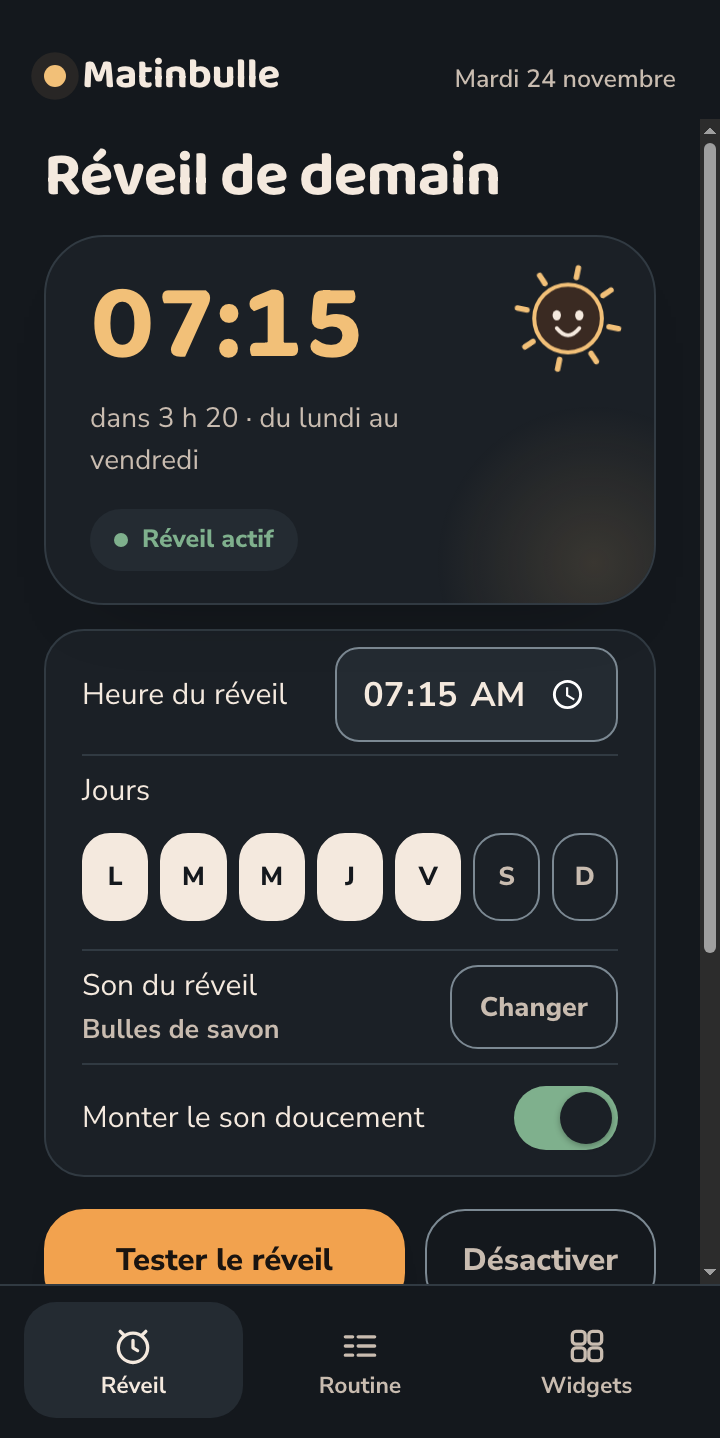 Matinbulle
Mardi 24 novembre
Réveil de demain
07:15
dans 3 h 20 · du lundi au
vendredi
Réveil actif
Heure du réveil
07:15 AM
Jours
L M M J V S D
Son du réveil
Bulles de savon
Changer
Monter le son doucement
Tester le réveil
Désactiver
Réveil
Routine
Widgets